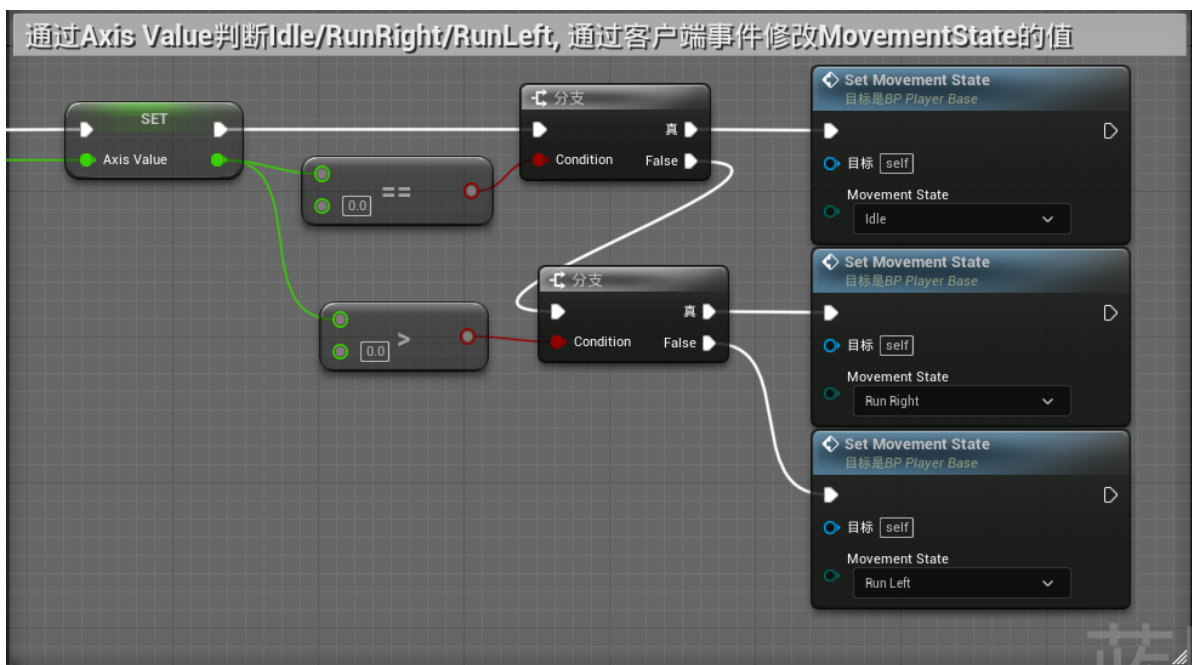 通过Axis Value判断Idle/RunRight/RunLeft, 通过客户端事件修改MovementState的值
SET
Axis Value
0.0
==
分支
真
Condition
False
Set Movement State
目标是BP Player Base
目标 self
Movement State
Idle
0.0
>
分支
真
Condition
False
Set Movement State
目标是BP Player Base
目标 self
Movement State
Run Right
Set Movement State
目标是BP Player Base
目标 self
Movement State
Run Left